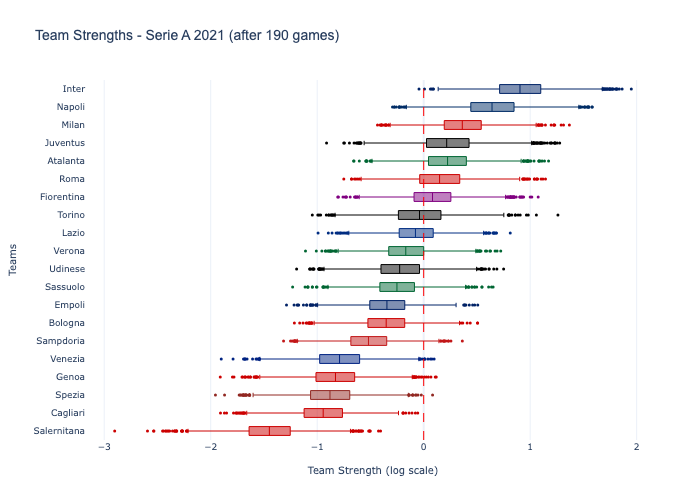 Team Strengths - Serie A 2021 (after 190 games)
Inter
Napoli
Milan
Juventus
Atalanta
Roma
Fiorentina
Torino
Lazio
Verona
Udinese
Sassuolo
Empoli
Bologna
Sampdoria
Venezia
Genoa
Spezia
Cagliari
Salernitana
Teams
−3 −2 −1 0 1 2
Team Strength (log scale)